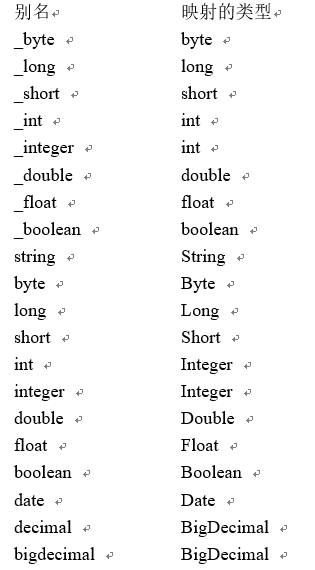 别名 映射的类型
_byte byte
_long long
_short short
_int int
_integer int
_double double
_float float
_boolean boolean
string String
byte Byte
long Long
short Short
int Integer
integer Integer
double Double
float Float
boolean Boolean
date Date
decimal BigDecimal
bigdecimal BigDecimal